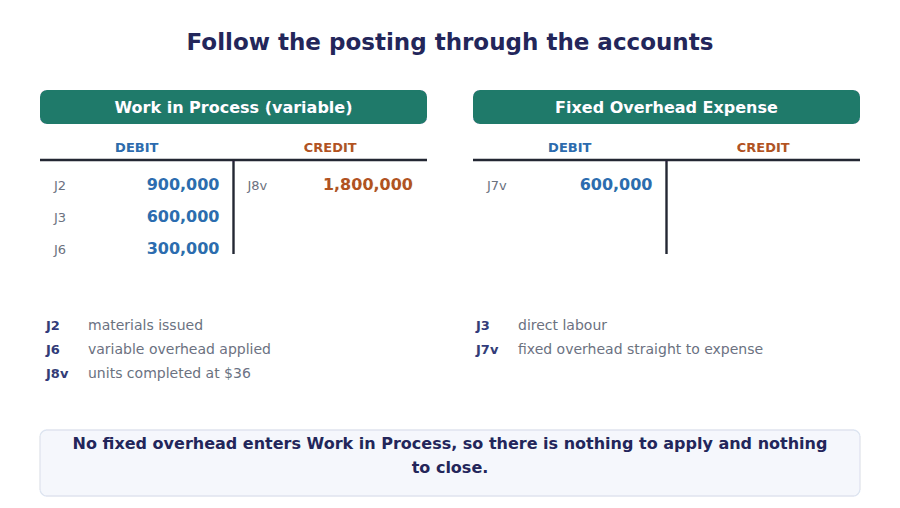 Follow the posting through the accounts
Work in Process (variable)
DEBIT CREDIT
J2 900,000 J8v 1,800,000
J3 600,000
J6 300,000
Fixed Overhead Expense
DEBIT CREDIT
J7v 600,000
J2 materials issued
J3 direct labour
J6 variable overhead applied
J7v fixed overhead straight to expense
J8v units completed at $36
No fixed overhead enters Work in Process, so there is nothing to apply and nothing
to close.